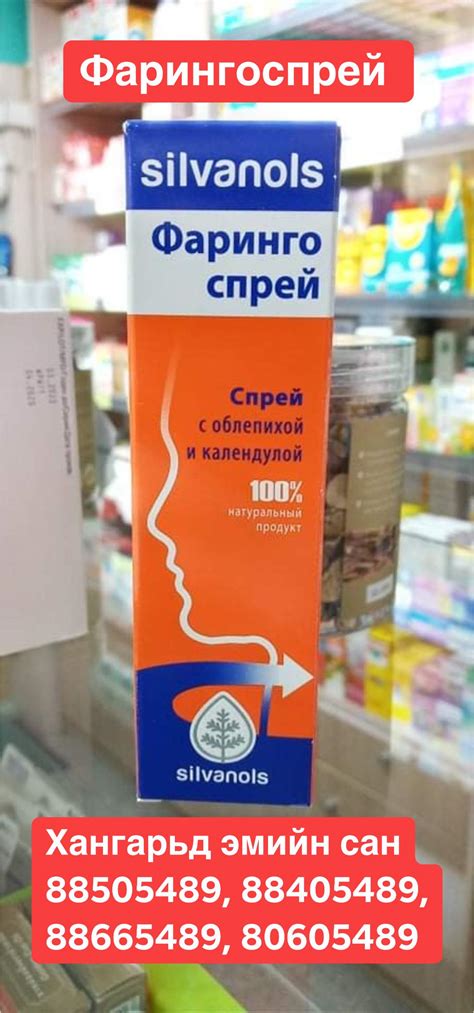 Фарингоспрей
silvanols
Фаринго
спрей
Спрей
с облепихой
и календулой
100%
натуральный
продукт
silvanols
Хангарьд эмийн сан
88505489, 88405489,
88665489, 80605489